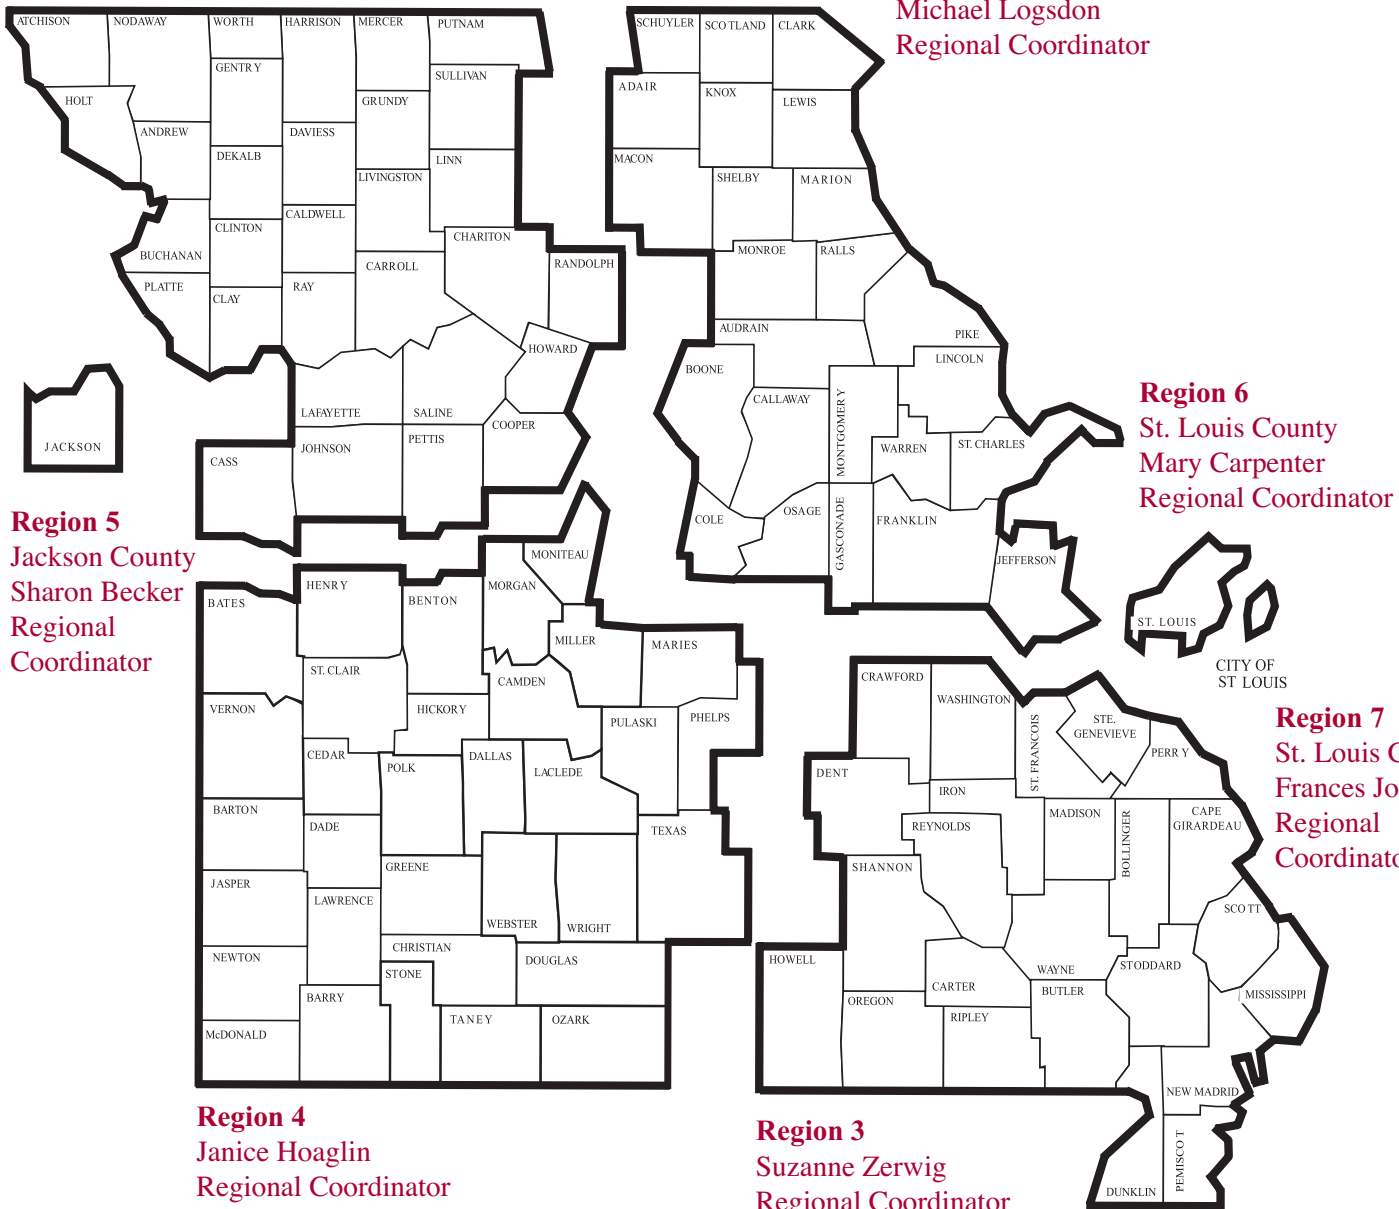 Michael Logsdon
Regional Coordinator
ATCHISON
NODAWAY
WORTH
HARRISON
MERCER
PUTNAM
GENTRY
SULLIVAN
HOLT
GRUNDY
ANDREW
DAVIESS
DEKALB
LINN
LIVINGSTON
CALDWELL
CLINTON
CHARITON
BUCHANAN
CARROLL
RANDOLPH
PLATTE
CLAY
RAY
HOWARD
LAFAYETTE
SALINE
COOPER
PETTIS
JOHNSON
CASS
SCHUYLER
SCOTLAND
CLARK
ADAIR
KNOX
LEWIS
MACON
SHELBY
MARION
MONROE
RALLS
AUDRAIN
PIKE
LINCOLN
BOONE
CALLAWAY
MONTGOMERY
WARREN
ST. CHARLES
COLE
OSAGE
GASCONADE
FRANKLIN
JEFFERSON
JACKSON
Region 5
Jackson County
Sharon Becker
Regional
Coordinator
Region 6
St. Louis County
Mary Carpenter
Regional Coordinator
ST. LOUIS
CITY OF
ST LOUIS
Region 7
St. Louis C
Frances Jo
Regional
Coordinato
BATES
HENRY
BENTON
MORGAN
MONITEAU
MILLER
MARIES
ST. CLAIR
CAMDEN
VERNON
HICKORY
PULASKI
PHELPS
CEDAR
POLK
DALLAS
LACLEDE
BARTON
DADE
TEXAS
GREENE
JASPER
LAWRENCE
WEBSTER
WRIGHT
CHRISTIAN
NEWTON
STONE
DOUGLAS
BARRY
TANEY
OZARK
McDONALD
Region 4
Janice Hoaglin
Regional Coordinator
CRAWFORD
WASHINGTON
ST. FRANCOIS
STE.
GENEVIEVE
PERRY
DENT
IRON
REYNOLDS
MADISON
BOLLINGER
CAPE
GIRARDEAU
SHANNON
SCOTT
HOWELL
WAYNE
STODDARD
CARTER
BUTLER
MISSISSIPPI
OREGON
RIPLEY
NEW MADRID
PEMISCOT
DUNKLIN
Region 3
Suzanne Zerwig
Regional Coordinator